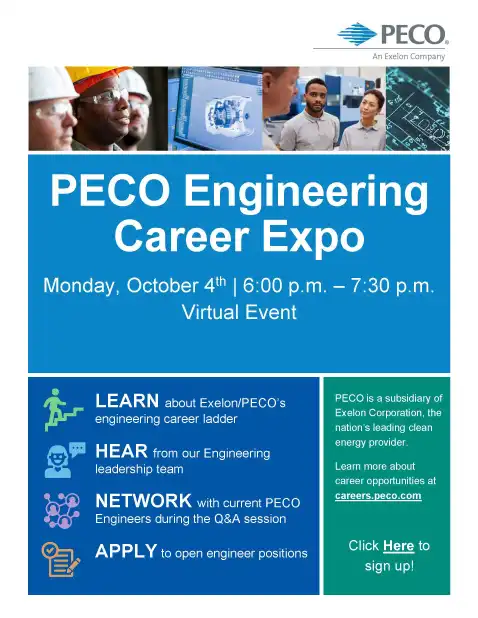 PECO®
An Exelon Company
PECO Engineering
Career Expo
Monday, October 4th | 6:00 p.m. – 7:30 p.m.
Virtual Event
LEARN about Exelon/PECO's
engineering career ladder
HEAR from our Engineering
leadership team
NETWORK with current PECO
Engineers during the Q&A session
APPLY to open engineer positions
PECO is a subsidiary of
Exelon Corporation, the
nation's leading clean
energy provider.
Learn more about
career opportunities at
careers.peco.com
Click Here to
sign up!